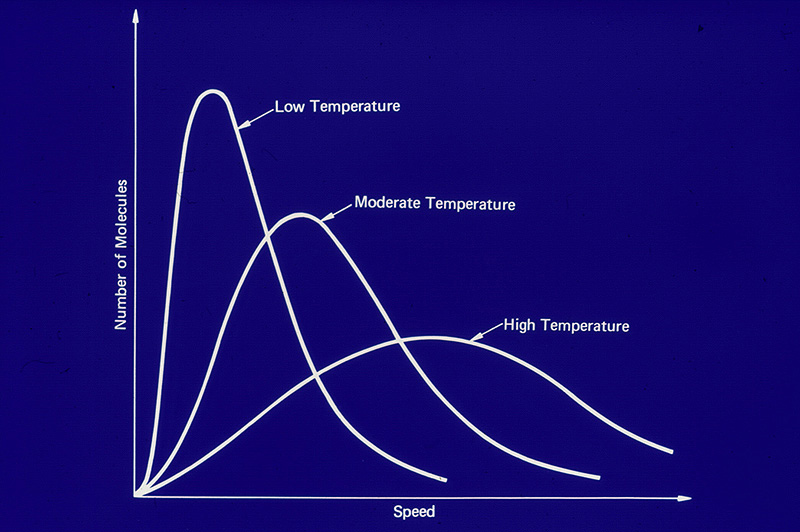 Low Temperature
Moderate Temperature
High Temperature
Number of Molecules
Speed